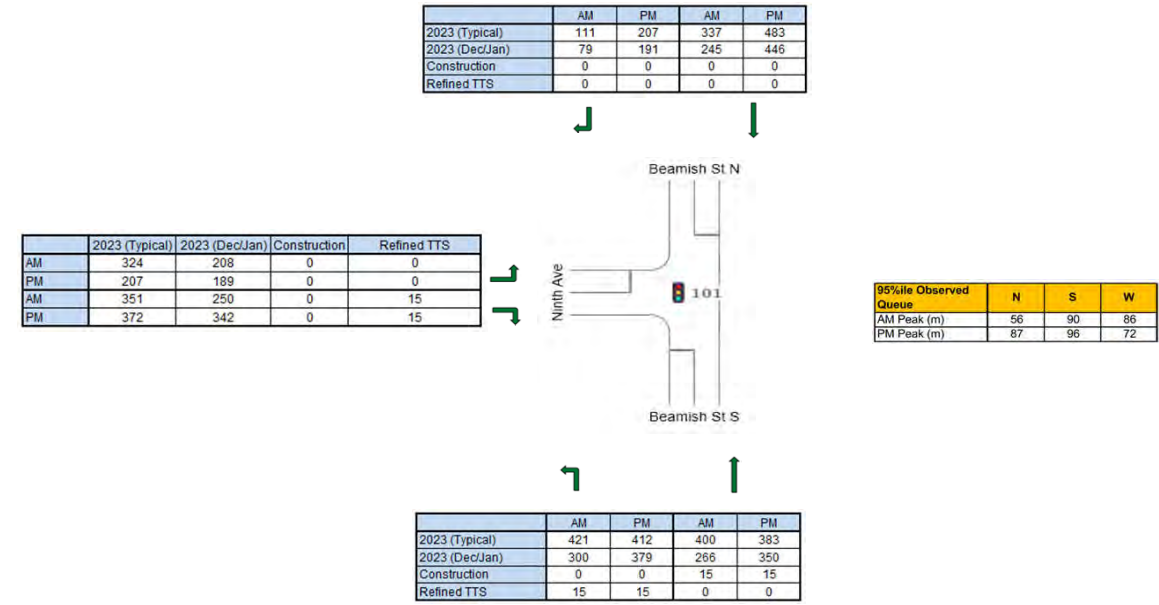 AM PM AM PM
2023 (Typical) 111 207 337 483
2023 (Dec/Jan) 79 191 245 446
Construction 0 0 0 0
Refined TTS 0 0 0 0
Beamish St N
2023 (Typical) 2023 (Dec/Jan) Construction Refined TTS
AM 324 208 0 0
PM 207 189 0 0
AM 351 250 0 15
PM 372 342 0 15
Ninth Ave
101
95%ile Observed
Queue N S W
AM Peak (m) 56 90 86
PM Peak (m) 87 96 72
Beamish St S
AM PM AM PM
2023 (Typical) 421 412 400 383
2023 (Dec/Jan) 300 379 266 350
Construction 0 0 15 15
Refined TTS 15 15 0 0